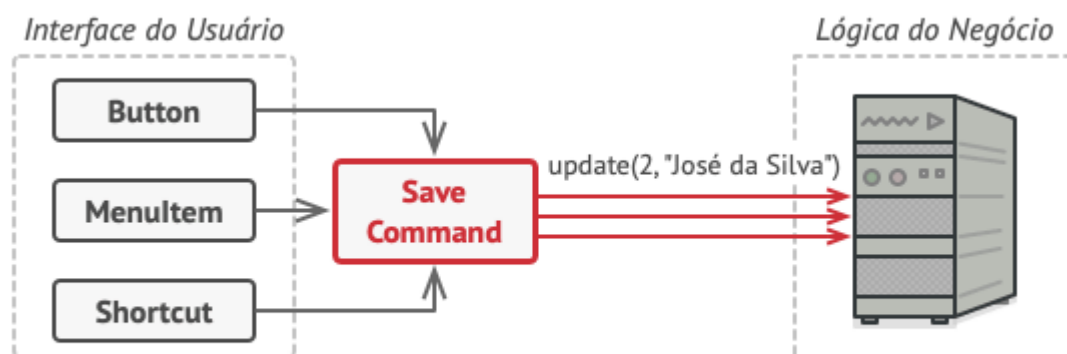 Interface do Usuário
Lógica do Negócio
Button
MenuItem
Shortcut
Save
Command
update(2, "José da Silva")